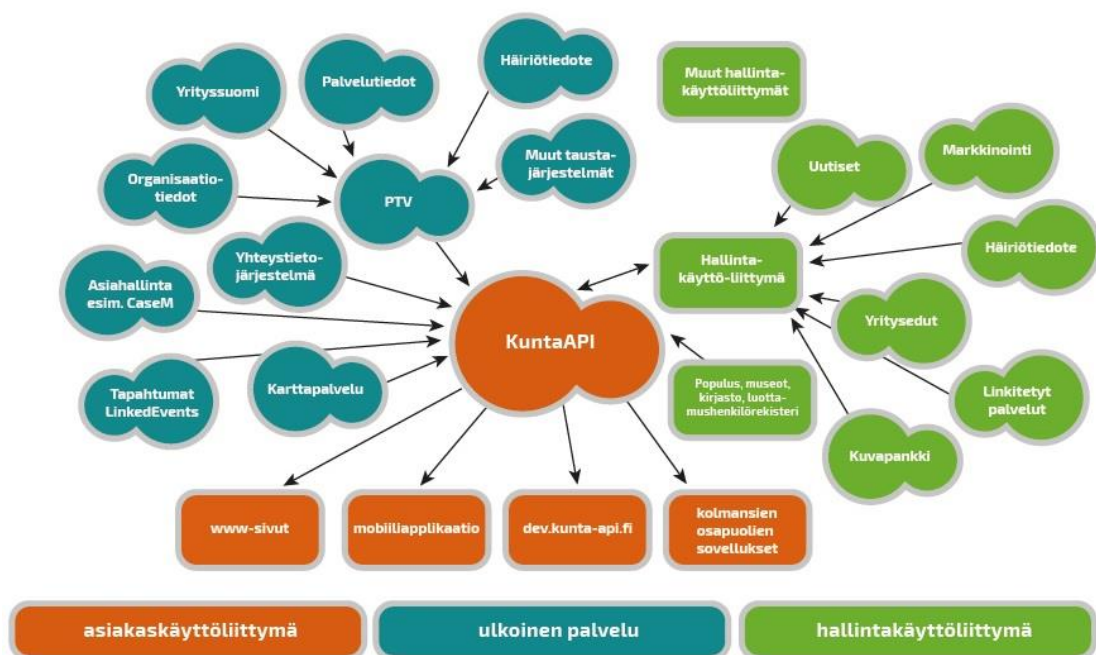 Yrityssuomi
Palvelutiedot
Häiriötiedote
Muut hallinta-
käyttöliittymät
Organisaatio-
tiedot
PTV
Muut tausta-
järjestelmät
Uutiset
Markkinointi
Asiahallinta
esim. CaseM
Yhteystieto-
järjestelmä
Hallinta-
käyttö-liittymä
Häiriötiedote
KuntaAPI
Yritysedut
Tapahtumat
LinkedEvents
Karttapalvelu
Populus, museot,
kirjasto, luotta-
mushenkilörekisteri
Linkitetyt
palvelut
Kuvapankki
www-sivut
mobiiliapplikaatio
dev.kunta-api.fi
kolmansien
osapuolien
sovellukset
asiakaskäyttöliittymä
ulkoinen palvelu
hallintakäyttöliittymä